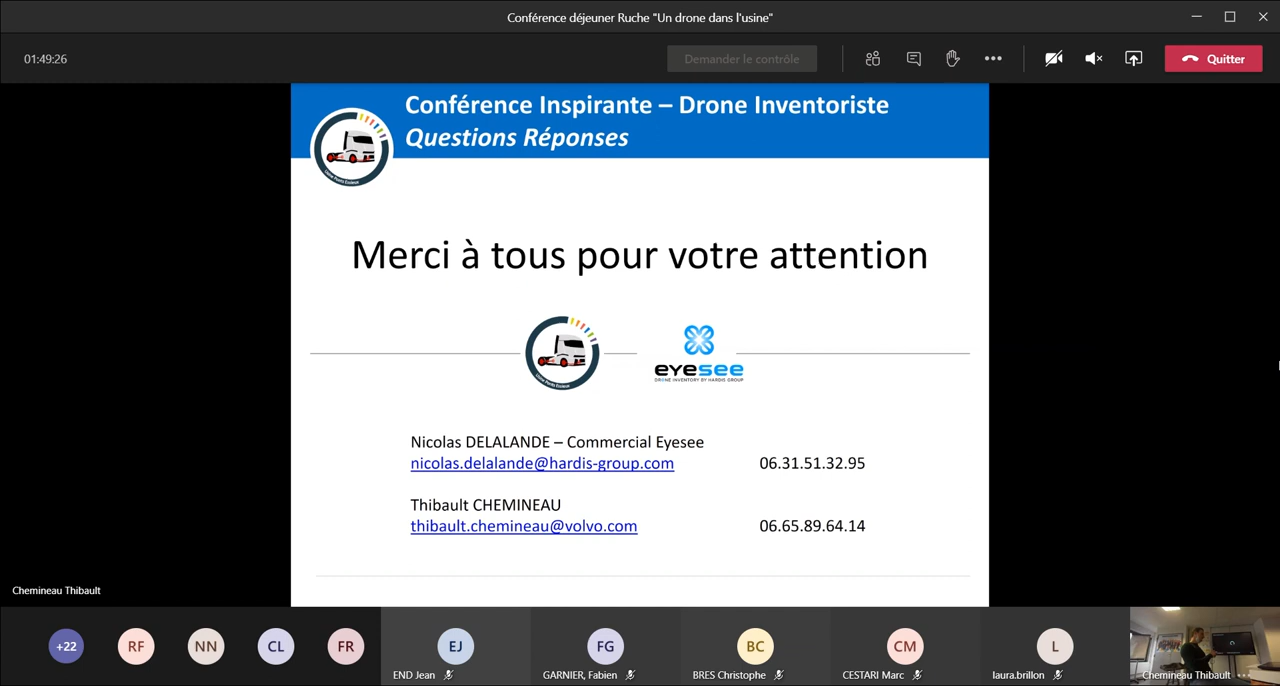 Conférence déjeuner Ruche "Un drone dans l'usine"
01:49:26
Demander le contrôle
Quitter
Conférence Inspirante – Drone Inventoriste
Questions Réponses
Merci à tous pour votre attention
eyesee
DRONE INVENTORY BY HARDIS GROUP
Nicolas DELALANDE – Commercial Eyesee
nicolas.delalande@hardis-group.com 06.31.51.32.95
Thibault CHEMINEAU
thibault.chemineau@volvo.com 06.65.89.64.14
Chemineau Thibault
+22 RF NN CL FR EJ FG BC CM L
END Jean GARNIER, Fabien BRES Christophe CESTARI Marc laura.brillon Chemineau Thibault